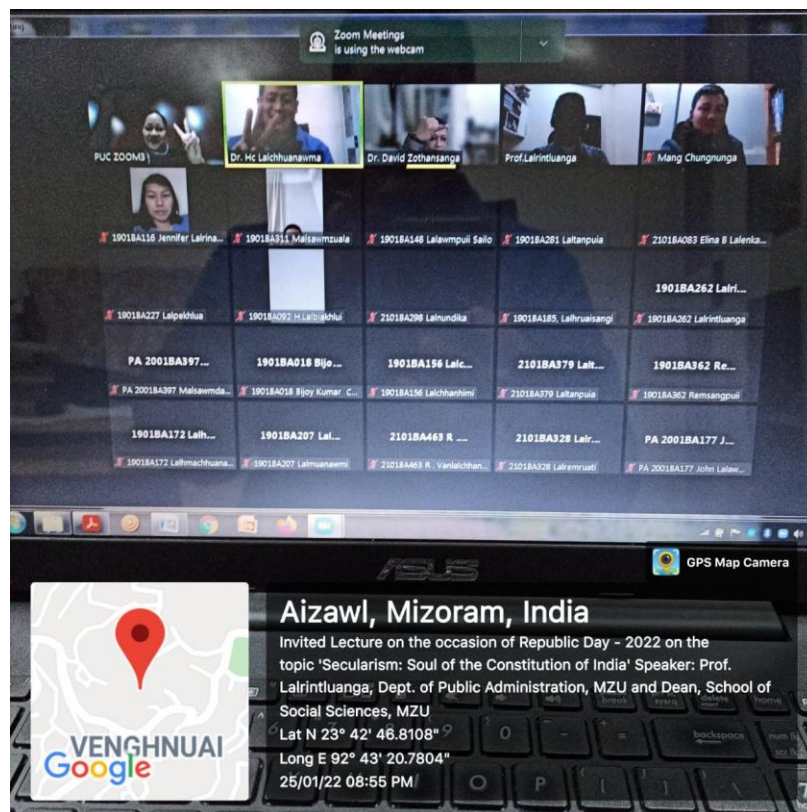 Zoom Meetings
is using the webcam
PUC ZOOM3
Dr. Hc Lalchhuanawma
Dr. David Zothansanga
Prof.Lalrintluanga
Mang Chungnunga
1901BA116 Jennifer Lalrina...
1901BA311 Malsawmzuala
1901BA148 Lalawmpuii Sailo
1901BA281 Laltanpuia
2101BA083 Elina B Lalenka...
1901BA262 Lalri...
1901BA227 Lalpekhlua
1901BA092
2101BA298 Lalnundika
1901BA185, Lalhruaisangi
1901BA262 Lalrintluanga
PA 2001BA397...
1901BA018 Bijo...
1901BA156 Lalc...
2101BA379 Lalt...
1901BA362 Re...
PA 2001BA397 Malsawmda...
1901BA018 Bijoy Kumar C...
1901BA156 Lalchhanhimi
2101BA379 Laltanpuia
1901BA362 Remsangpuii
1901BA172 Lalh...
1901BA207 Lal...
2101BA463 R ...
2101BA328 Lalr...
PA 2001BA177 J...
1901BA172 Lalhmachhuana...
1901BA207 Lalmuanawmi
2101BA463 R . Vanlalchhan...
2101BA328 Lalremruati
PA 2001BA177 John Lalaw...
ASUS
GPS Map Camera
Aizawl, Mizoram, India
Invited Lecture on the occasion of Republic Day - 2022 on the
topic 'Secularism: Soul of the Constitution of India' Speaker: Prof.
Lalrintluanga, Dept. of Public Administration, MZU and Dean, School of
Social Sciences, MZU
Lat N 23° 42' 46.8108"
Long E 92° 43' 20.7804"
25/01/22 08:55 PM
VENGHNUAI
Google
break
delete
home
backspace
num lk
O P